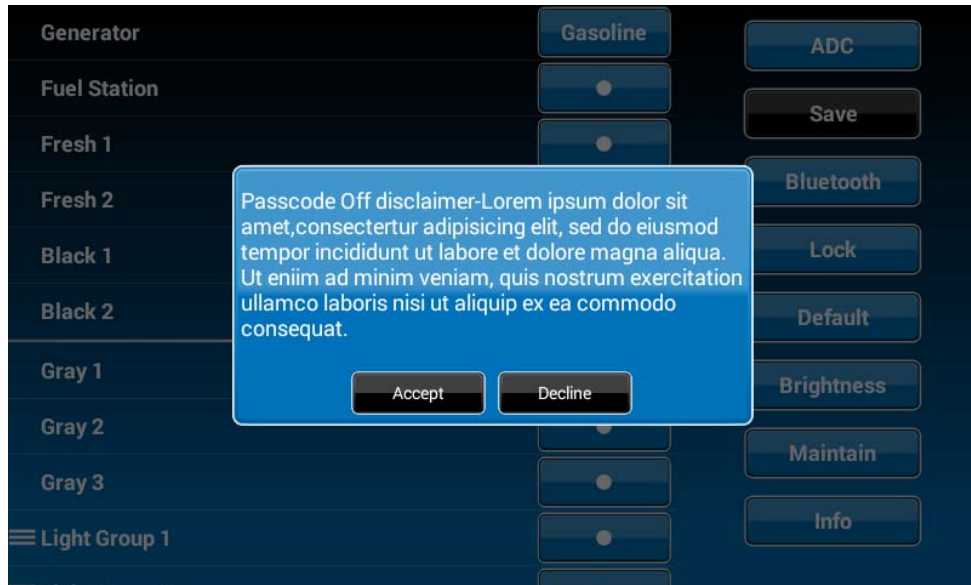 Generator
Gasoline
ADC
Fuel Station
Save
Fresh 1
Bluetooth
Fresh 2
Passcode Off disclaimer-Lorem ipsum dolor sit
amet,consectertur adipisicing elit, sed do eiusmod
tempor incididunt ut labore et dolore magna aliqua.
Ut eniim ad minim veniam, quis nostrum exercitation
ullamco laboris nisi ut aliquip ex ea commodo
consequat.
Accept
Decline
Black 1
Lock
Black 2
Default
Gray 1
Brightness
Gray 2
Maintain
Gray 3
Info
Light Group 1